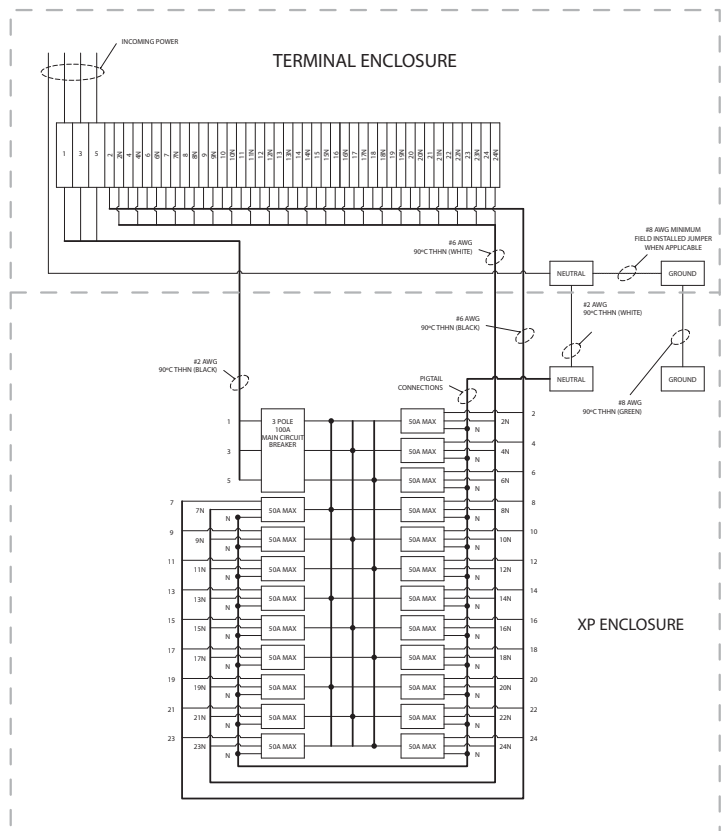 INCOMING POWER
TERMINAL ENCLOSURE
1
3
5
2
2N
4
4N
6
6N
7
7N
8
8N
9
9N
10
10N
11
11N
12
12N
13
13N
14
14N
15
15N
16
16N
17
17N
18
18N
19
19N
20
20N
21
21N
22
22N
23
23N
24
24N
#8 AWG MINIMUM
FIELD INSTALLED JUMPER
WHEN APPLICABLE
#6 AWG
90ºC THHN (WHITE)
NEUTRAL
GROUND
#2 AWG
90ºC THHN (WHITE)
#6 AWG
90ºC THHN (BLACK)
#2 AWG
90ºC THHN (BLACK)
PIGTAIL
CONNECTIONS
NEUTRAL
GROUND
#8 AWG
90ºC THHN (GREEN)
1
3 POLE
100A
MAIN CIRCUIT
BREAKER
50A MAX
2
2N
N
3
50A MAX
4
4N
N
5
50A MAX
6
6N
N
7
7N
N
50A MAX
50A MAX
8
8N
N
9
9N
N
50A MAX
50A MAX
10
10N
N
11
11N
N
50A MAX
50A MAX
12
12N
N
13
13N
N
50A MAX
50A MAX
14
14N
N
15
15N
N
50A MAX
50A MAX
16
16N
N
XP ENCLOSURE
17
17N
N
50A MAX
50A MAX
18
18N
N
19
19N
N
50A MAX
50A MAX
20
20N
N
21
21N
N
50A MAX
50A MAX
22
22N
N
23
23N
N
50A MAX
50A MAX
24
24N
N